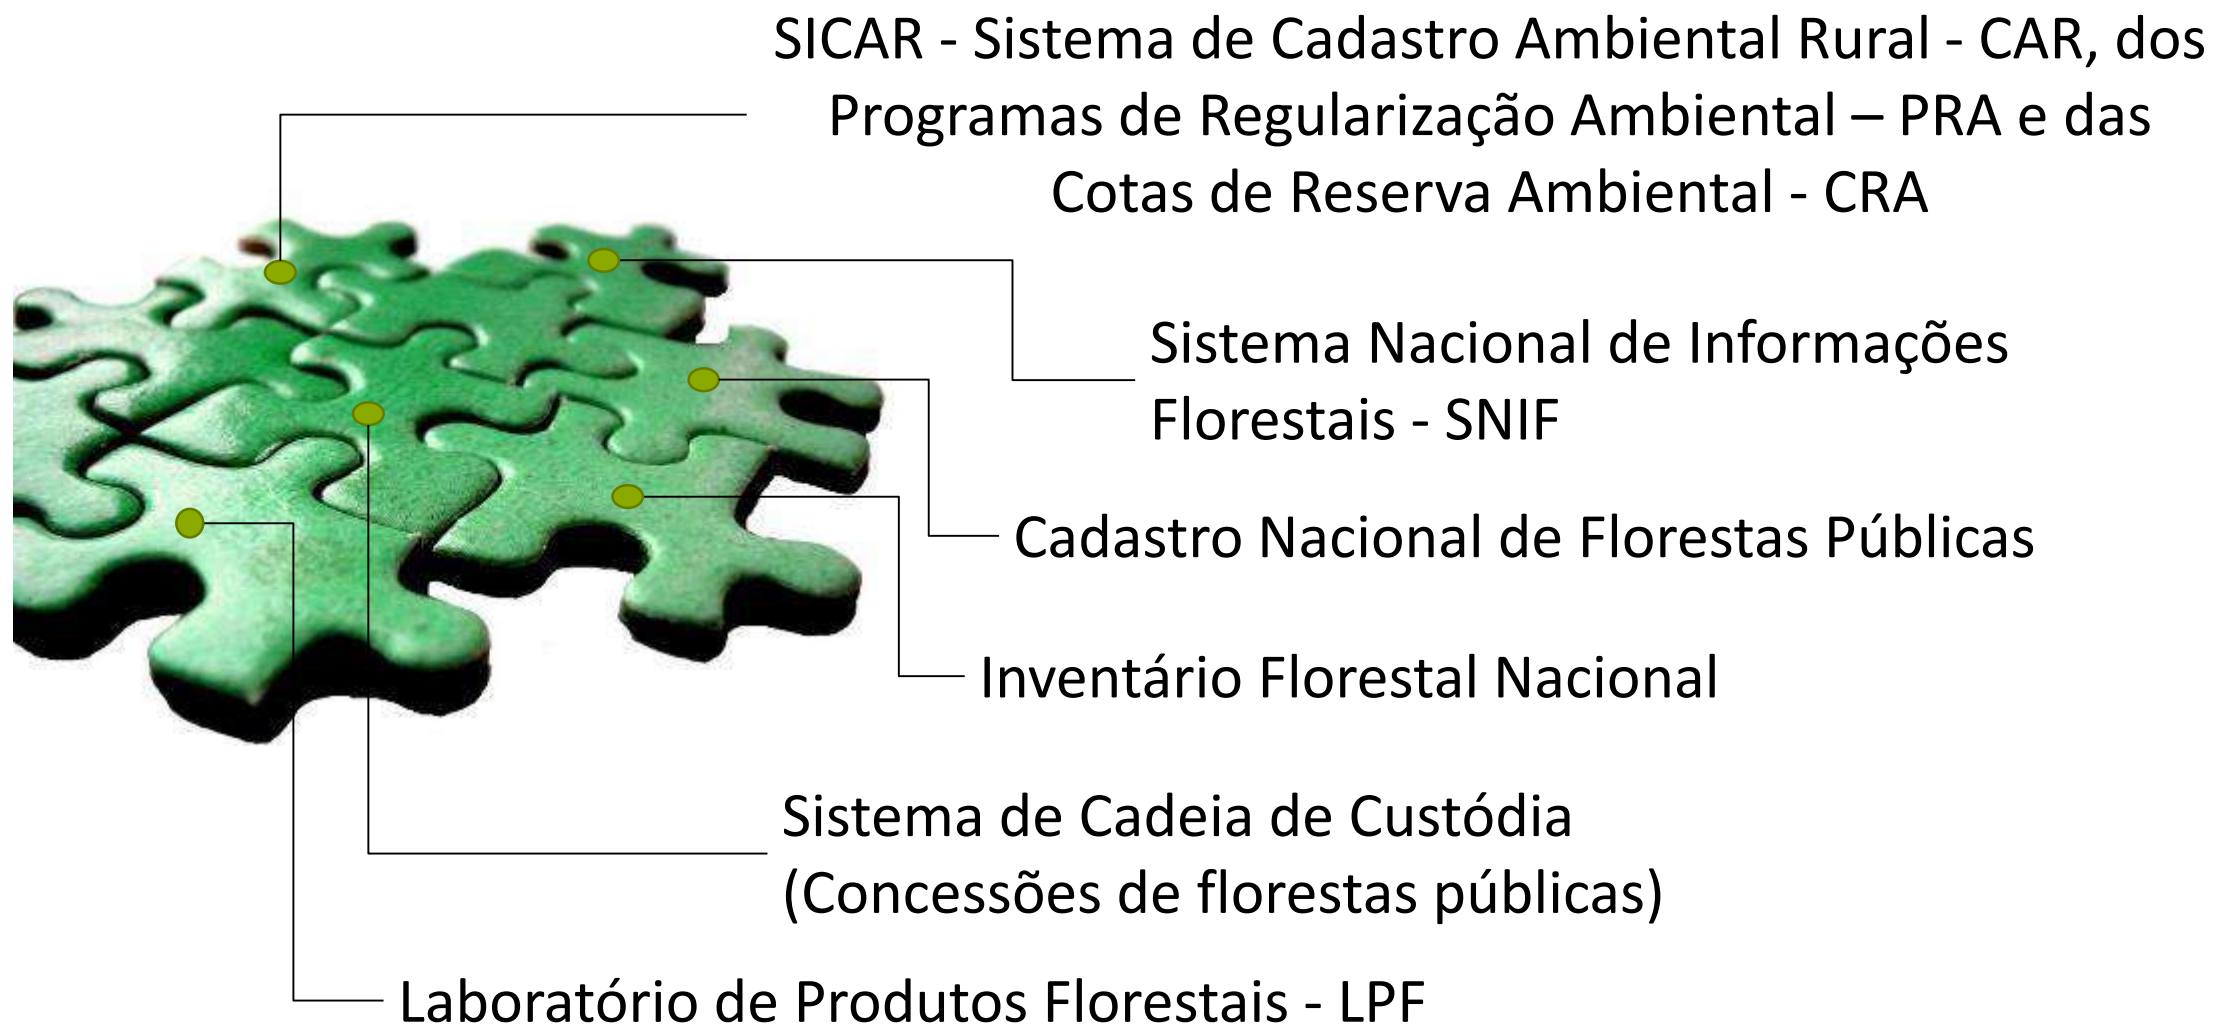 SICAR - Sistema de Cadastro Ambiental Rural - CAR, dos
Programas de Regularização Ambiental – PRA e das
Cotas de Reserva Ambiental - CRA
Sistema Nacional de Informações
Florestais - SNIF
Cadastro Nacional de Florestas Públicas
Inventário Florestal Nacional
Sistema de Cadeia de Custódia
(Concessões de florestas públicas)
Laboratório de Produtos Florestais - LPF